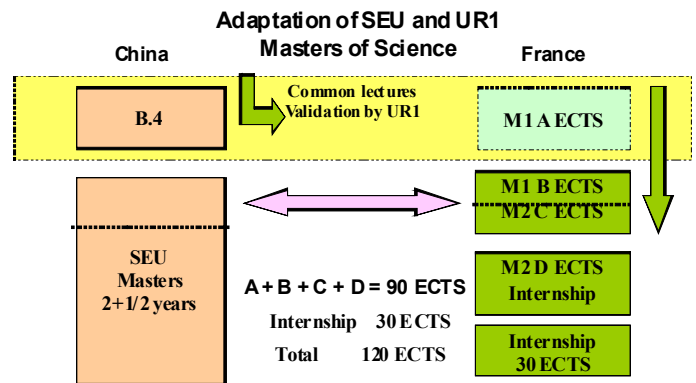 Adaptation of SEU and UR1
Masters of Science
China
France
B.4
Common lectures
Validation by UR1
M1 A ECTS
M1 B ECTS
M2 C ECTS
SEU
Masters
2+1/2 years
A + B + C + D = 90 ECTS
Internship 30 ECTS
Total 120 ECTS
M2 D ECTS
Internship
Internship
30 ECTS